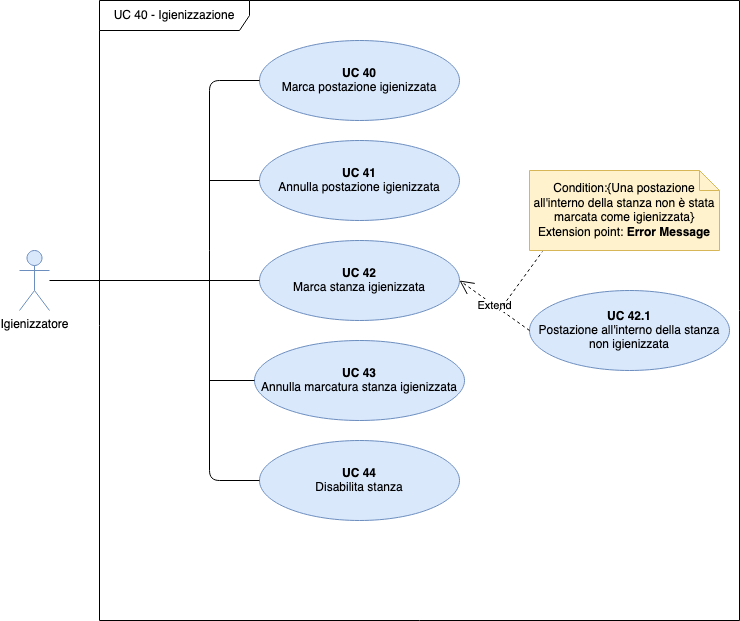 UC 40 - Igienizzazione
UC 40
Marca postazione igienizzata
UC 41
Annulla postazione igienizzata
Condition:{Una postazione
all'interno della stanza non è stata
marcata come igienizzata}
Extension point: Error Message
UC 42
Marca stanza igienizzata
Extend
UC 42.1
Postazione all'interno della stanza
non igienizzata
Igienizzatore
UC 43
Annulla marcatura stanza igienizzata
UC 44
Disabilita stanza